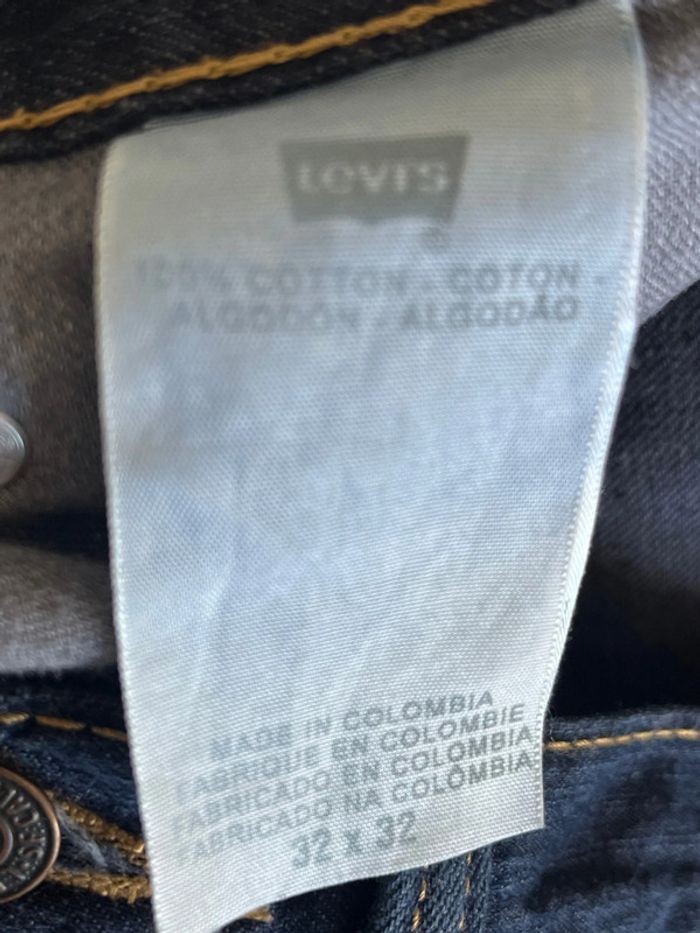 LEVI'S
100% COTTON - COTON -
ALGODÓN - ALGODÃO
MADE IN COLOMBIA
FABRIQUE EN COLOMBIE
FABRICADO EN COLOMBIA
FABRICADO NA COLÔMBIA
32 X 32